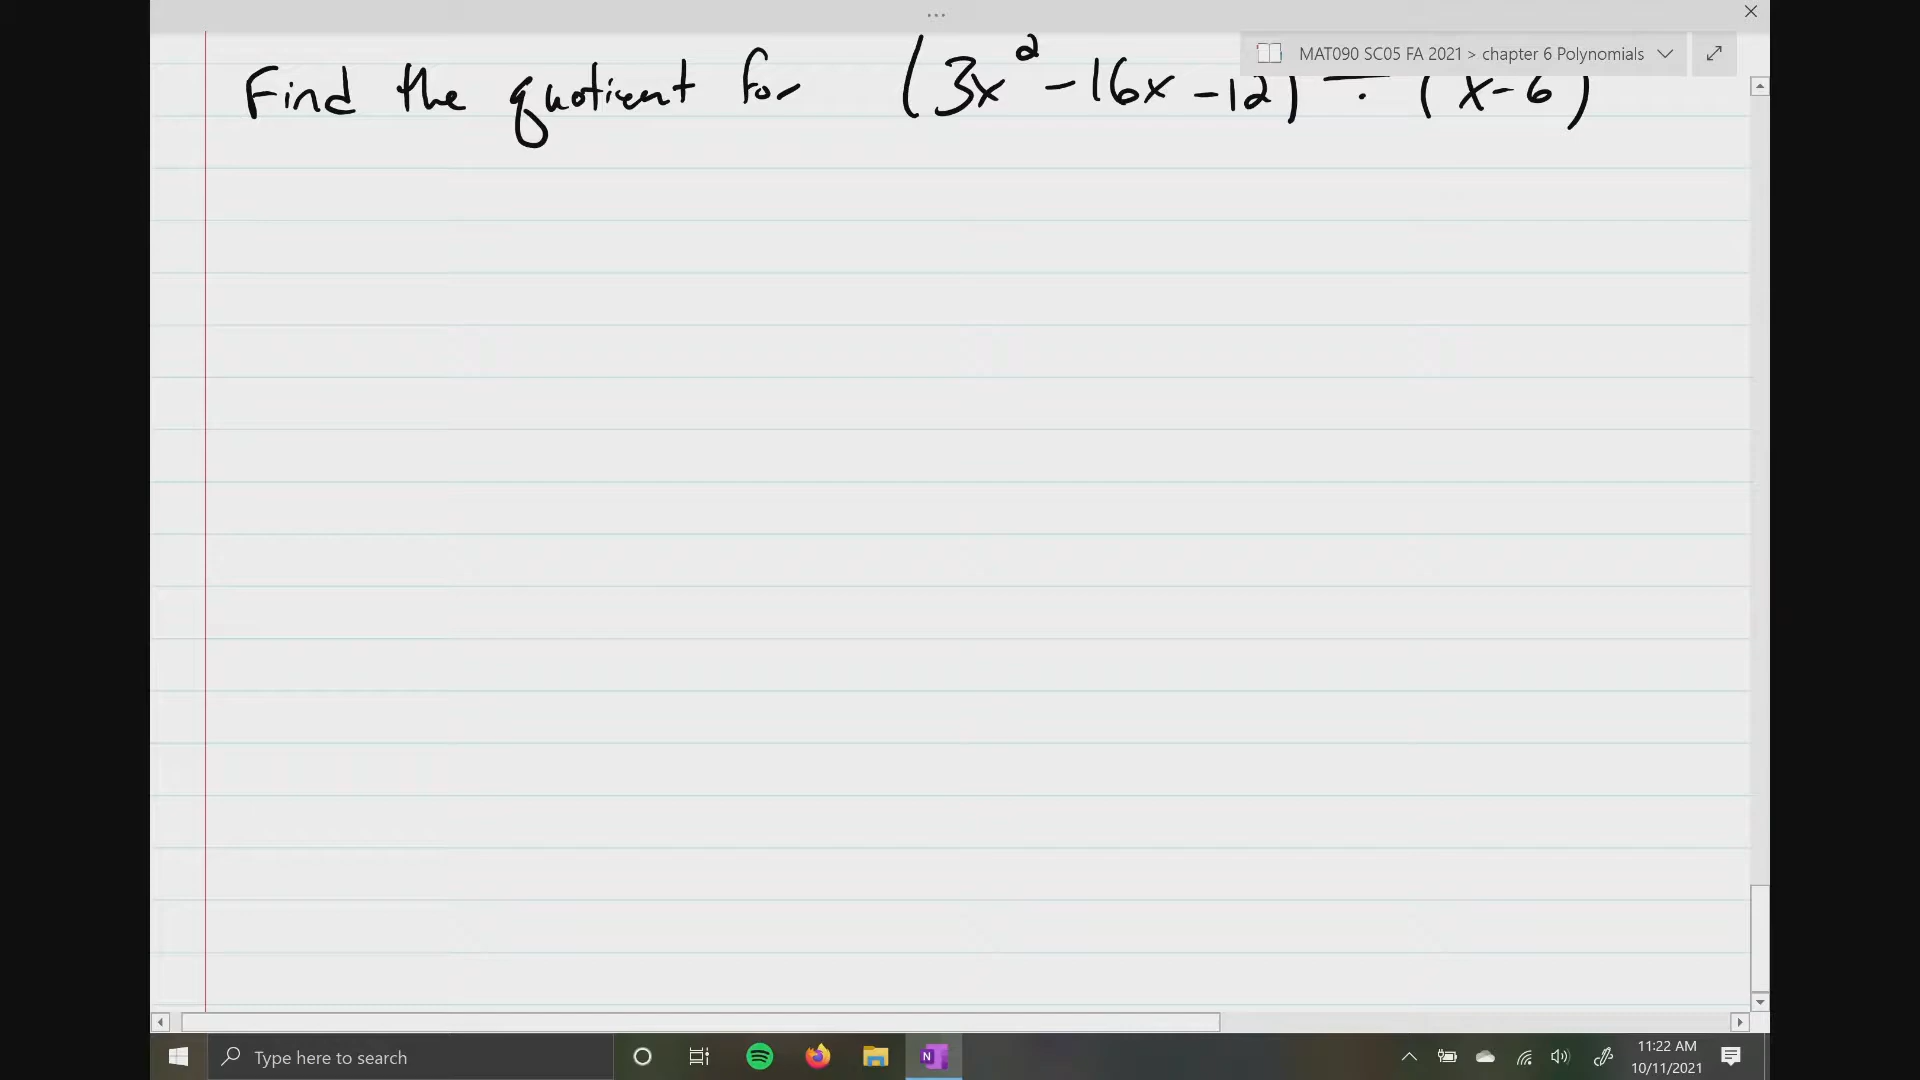 MAT090 SC05 FA 2021 > chapter 6 Polynomials
Find the quotient for (3x² - 16x - 12) ÷ (x - 6)
Type here to search
11:22 AM
10/11/2021